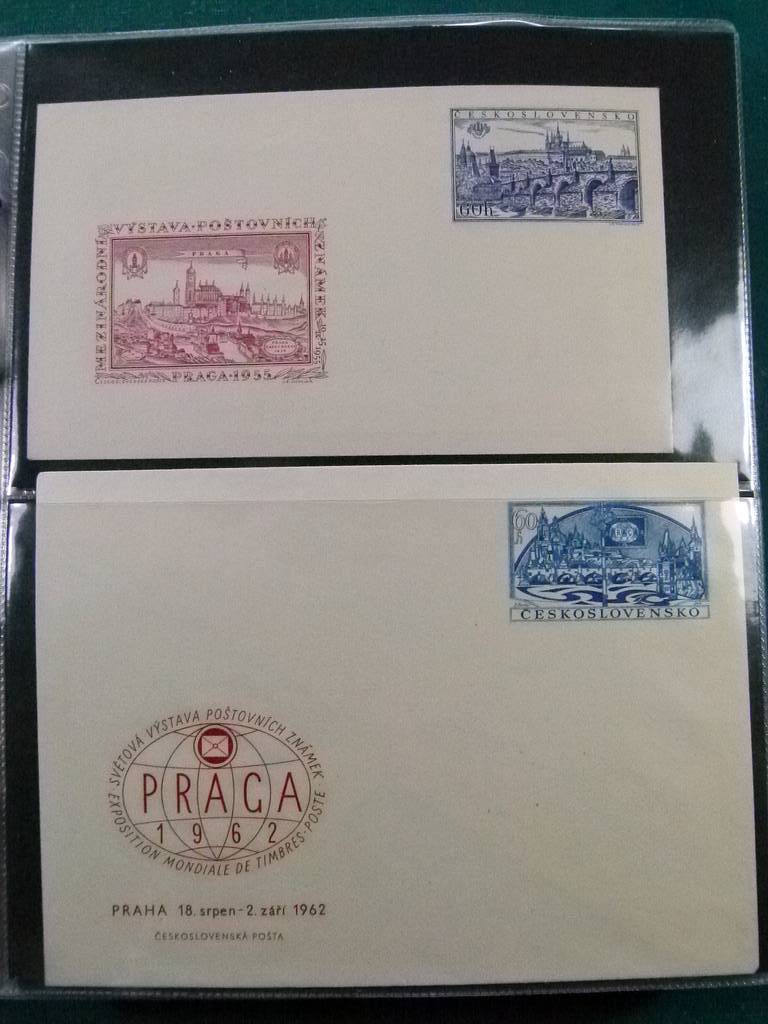 ČESKOSLOVENSKO
60h
VÝSTAVA·POŠTOVNÍCH
MEZINÁRODNÍ
ZNÁMEK
1955
PRAGA
PRAGA·1955
60
h
ČESKOSLOVENSKO
SVĚTOVÁ VÝSTAVA POŠTOVNÍCH ZNÁMEK
PRAGA
1962
EXPOSITION MONDIALE DE TIMBRES-POSTE
PRAHA 18. srpen - 2. září 1962
ČESKOSLOVENSKÁ POŠTA